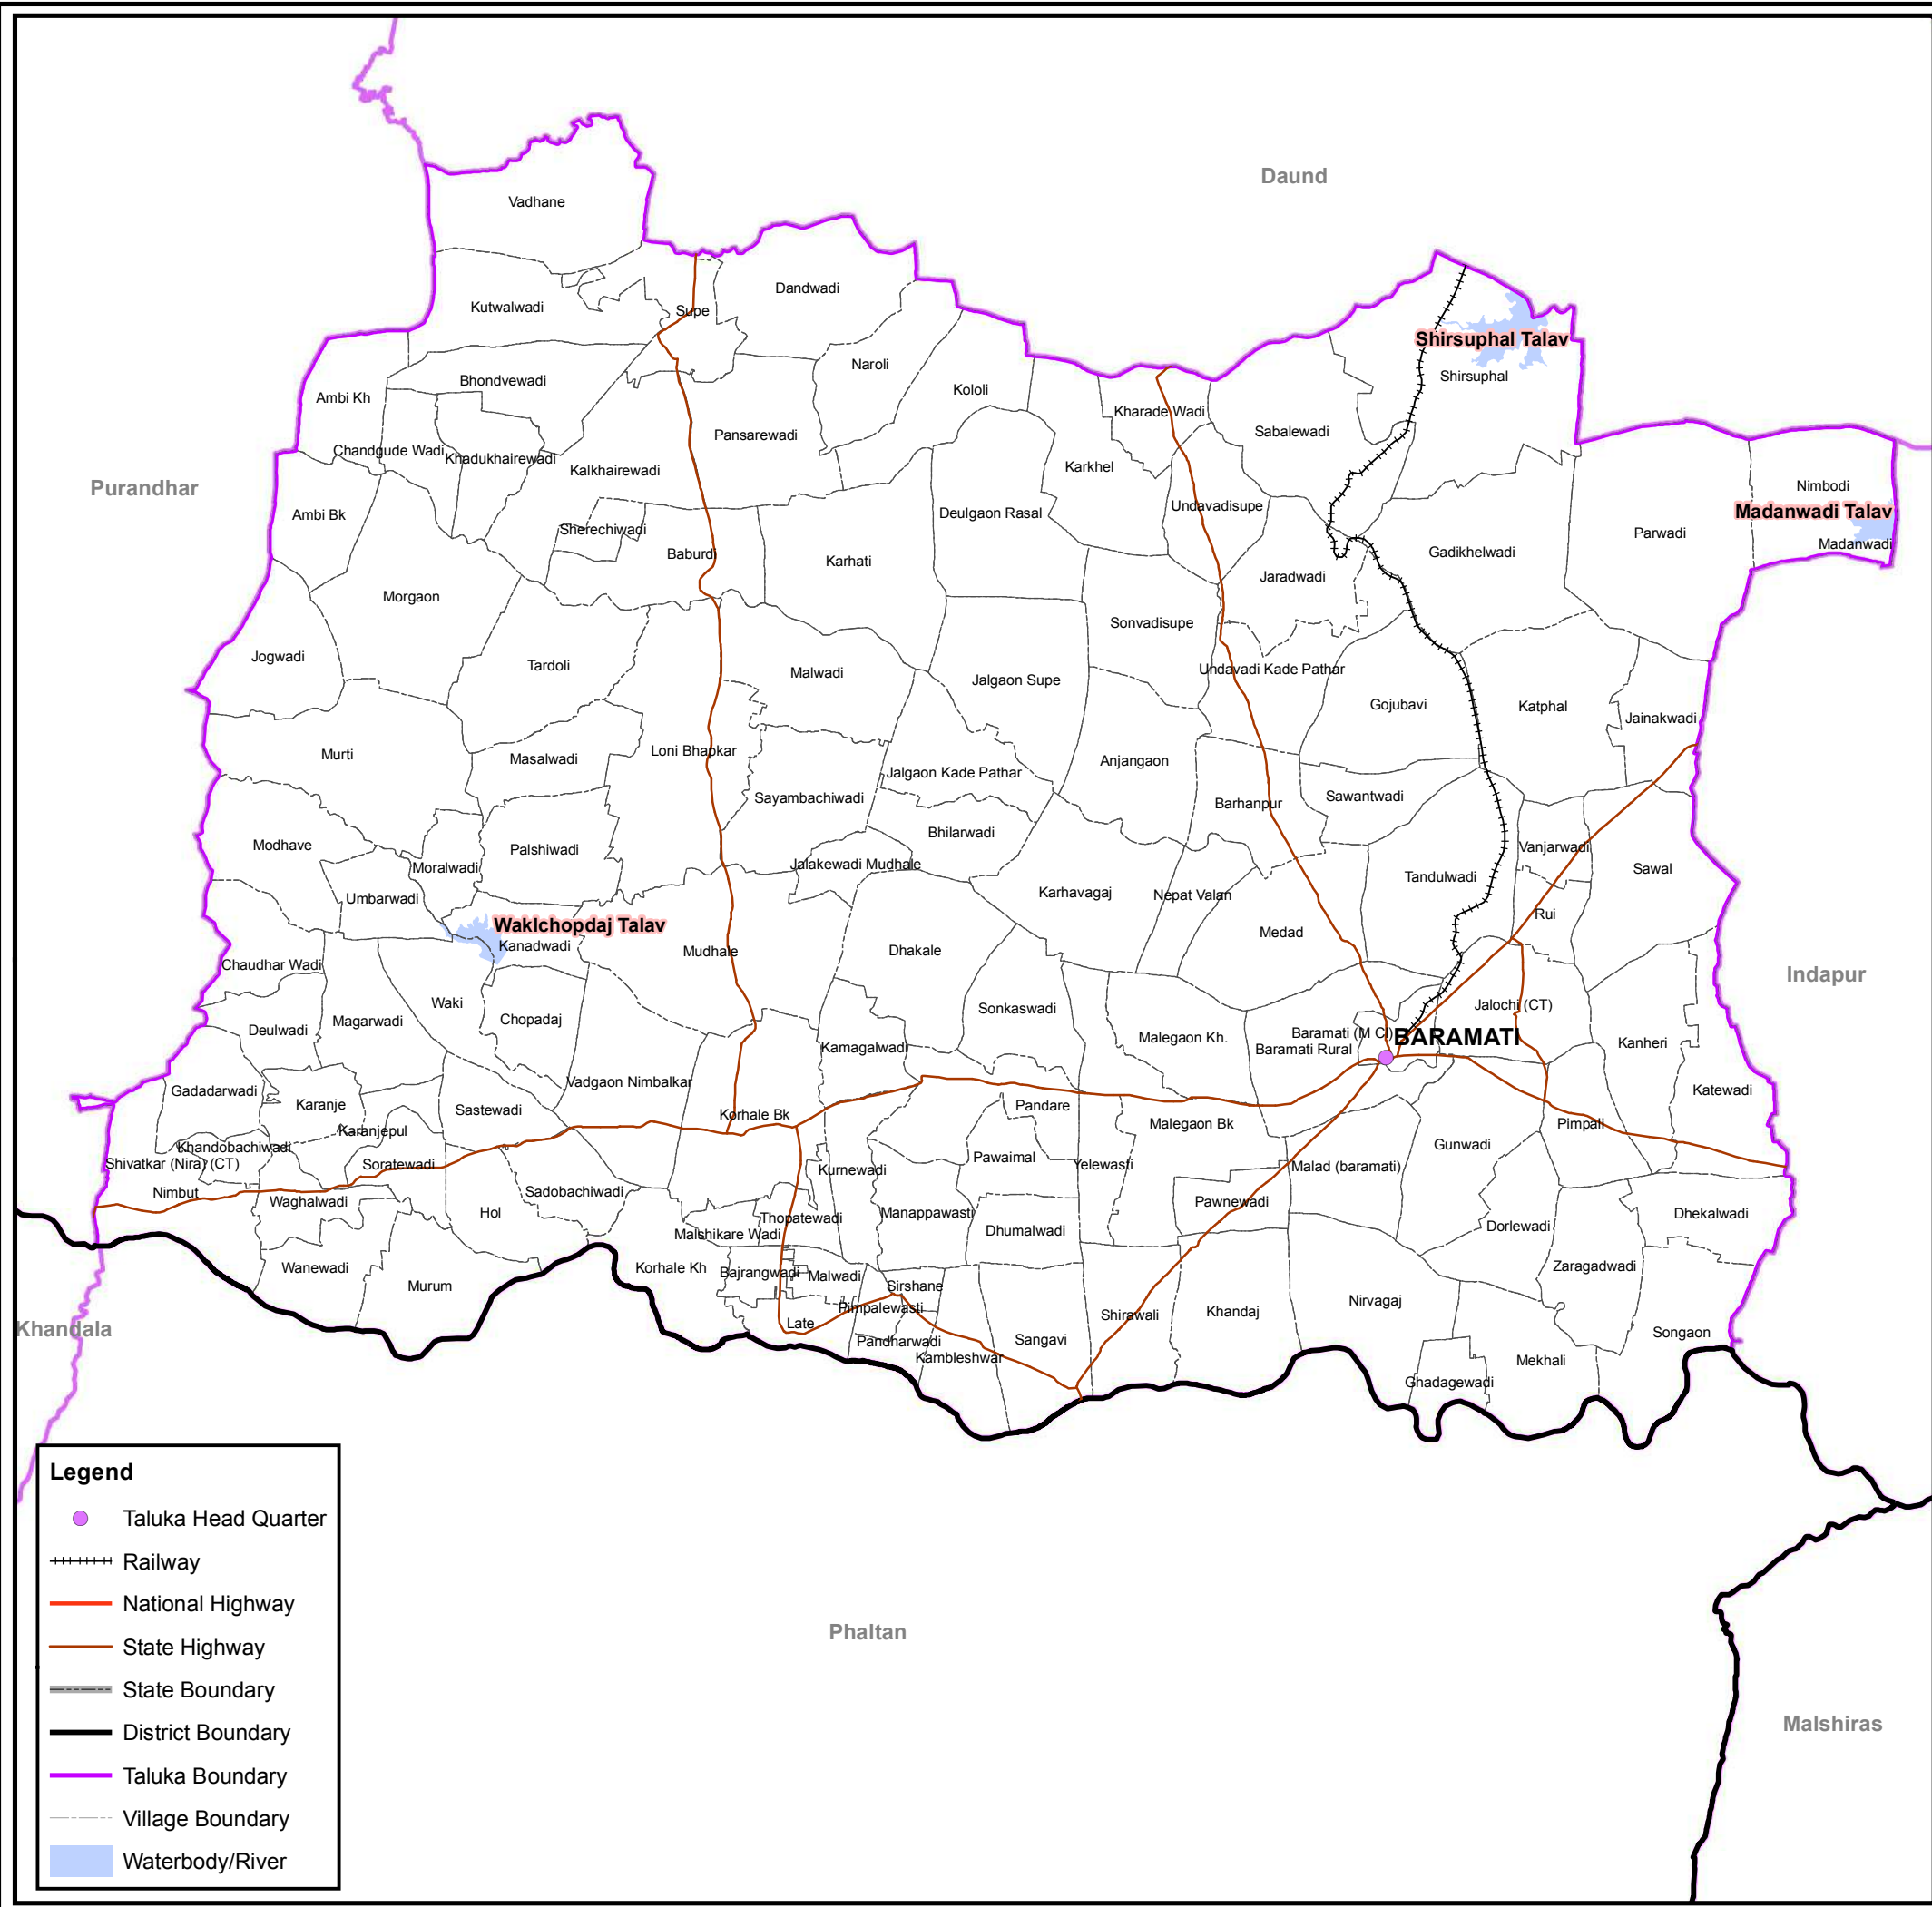 Daund
Vadhane
Dandwadi
Kutwalwadi
Supe
Shirsuphal Talav
Naroli
Shirsuphal
Bhondvewadi
Kololi
Ambi Kh
Kharade Wadi
Sabalewadi
Pansarewadi
Chandgude Wadi
Khadukhairewadi
Kalkhairewadi
Karkhel
Purandhar
Nimbodi
Undavadisupe
Madanwadi Talav
Ambi Bk
Deulgaon Rasal
Sherechiwadi
Parwadi
Madanwadi
Baburdi
Gadikhelwadi
Karhati
Jaradwadi
Morgaon
Sonvadisupe
Jogwadi
Tardoli
Malwadi
Undavadi Kade Pathar
Jalgaon Supe
Gojubavi
Katphal
Jainakwadi
Murti
Loni Bhapkar
Masalwadi
Anjangaon
Jalgaon Kade Pathar
Sayambachiwadi
Sawantwadi
Barhanpur
Bhilarwadi
Modhave
Palshiwadi
Vanjarwadi
Jalakewadi Mudhale
Moralwadi
Sawal
Tandulwadi
Karhavagaj
Nepat Valan
Umbarwadi
Rui
Waklchopdaj Talav
Medad
Kanadwadi
Mudhale
Dhakale
Chaudhar Wadi
Indapur
Waki
Jalochi (CT)
Sonkaswadi
Chopadaj
Magarwadi
Deulwadi
Baramati (M Cl)
BARAMATI
Malegaon Kh.
Kamagalwadi
Baramati Rural
Kanheri
Vadgaon Nimbalkar
Gadadarwadi
Katewadi
Karanje
Pandare
Sastewadi
Korhale Bk
Malegaon Bk
Pimpali
Karanjepul
Khandobachiwadi
Gunwadi
Pawaimal
Shivatkar (Nira) (CT)
Soratewadi
Yelewasti
Malad (baramati)
Kurnewadi
Nimbut
Sadobachiwadi
Waghalwadi
Pawnewadi
Hol
Manappawasti
Dhekalwadi
Thopatewadi
Dorlewadi
Malshikare Wadi
Dhumalwadi
Wanewadi
Korhale Kh
Zaragadwadi
Bajrangwadi
Malwadi
Murum
Sirshane
Nirvagaj
Pimpalewasti
Khandaj
Shirawali
Late
Khandala
Songaon
Pandharwadi
Sangavi
Kambleshwar
Mekhali
Ghadagewadi
Legend
Taluka Head Quarter
Railway
National Highway
State Highway
State Boundary
District Boundary
Taluka Boundary
Village Boundary
Waterbody/River
Phaltan
Malshiras